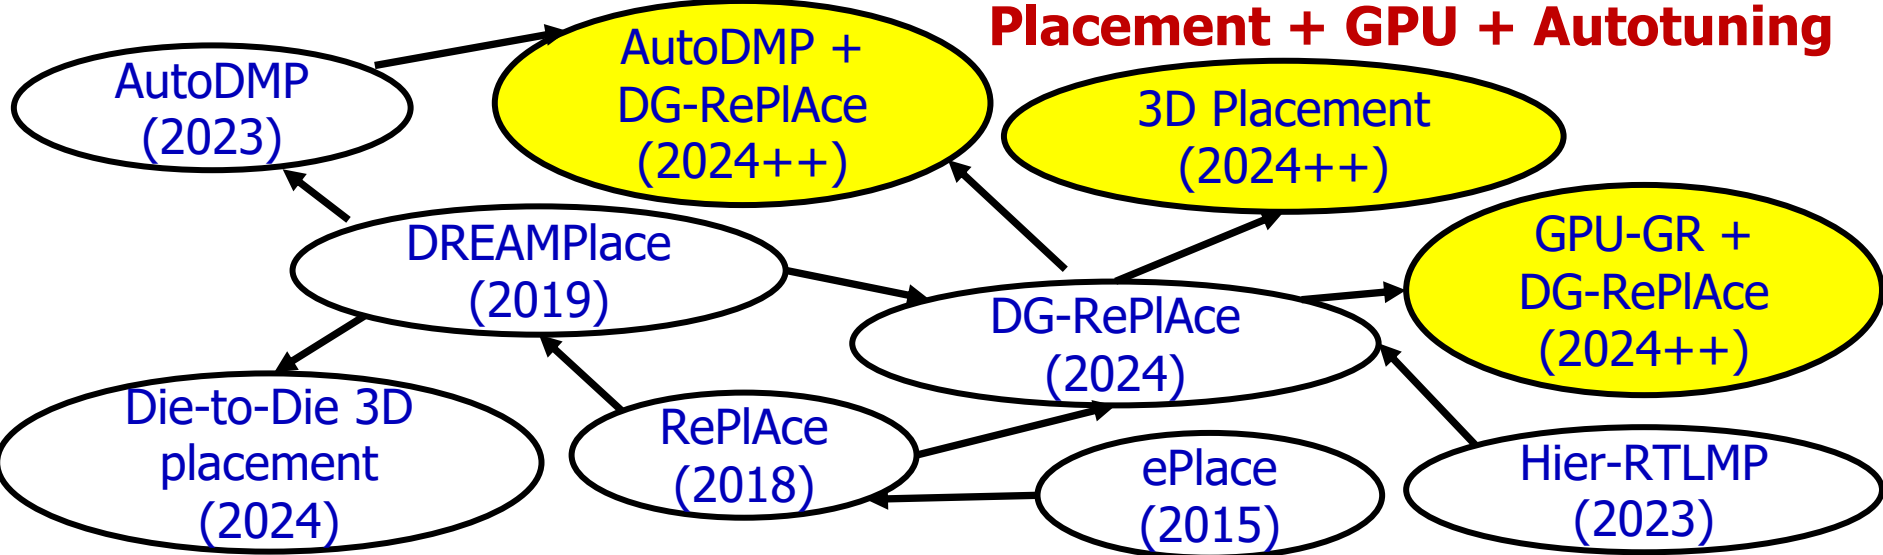 Placement + GPU + Autotuning
AutoDMP
(2023)
AutoDMP +
DG-RePlAce
(2024++)
3D Placement
(2024++)
DREAMPlace
(2019)
DG-RePlAce
(2024)
GPU-GR +
DG-RePlAce
(2024++)
Die-to-Die 3D
placement
(2024)
RePlAce
(2018)
ePlace
(2015)
Hier-RTLMP
(2023)